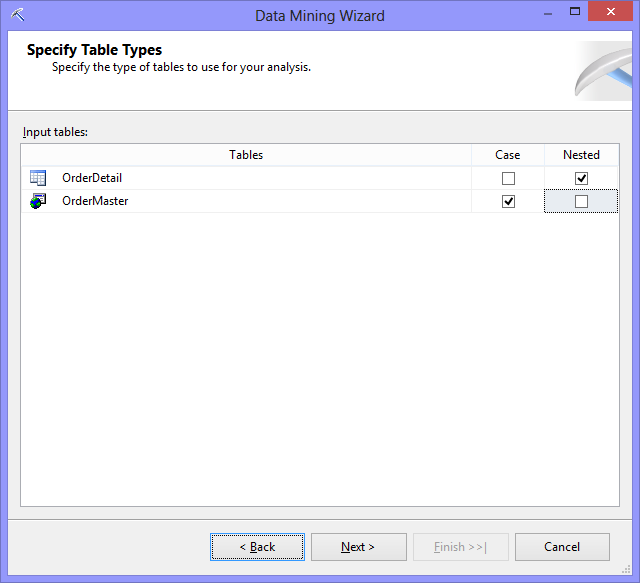 Data Mining Wizard
Specify Table Types
Specify the type of tables to use for your analysis.
Input tables:
Tables Case Nested
OrderDetail
OrderMaster
< Back Next > Finish >>| Cancel